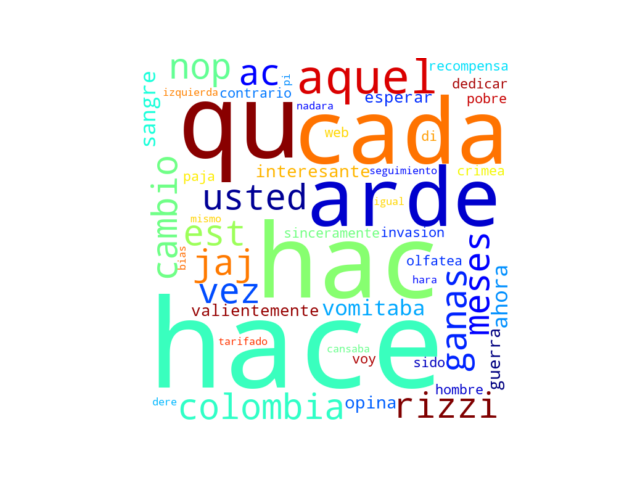 nop ac aquel recompensa
sangre izquierda contrario pi esperar dedicar
nadara pobre
qu cada
web di
paja interesante seguimiento crimea
cambio usted arde
igual
mismo
est sinceramente invasion
bias jaj hac olfatea meses
vez hara ganas ahora
valientemente vomitaba
hace
tarifado cansaba guerra
voy sido
hombre
dere colombia opina rizzi